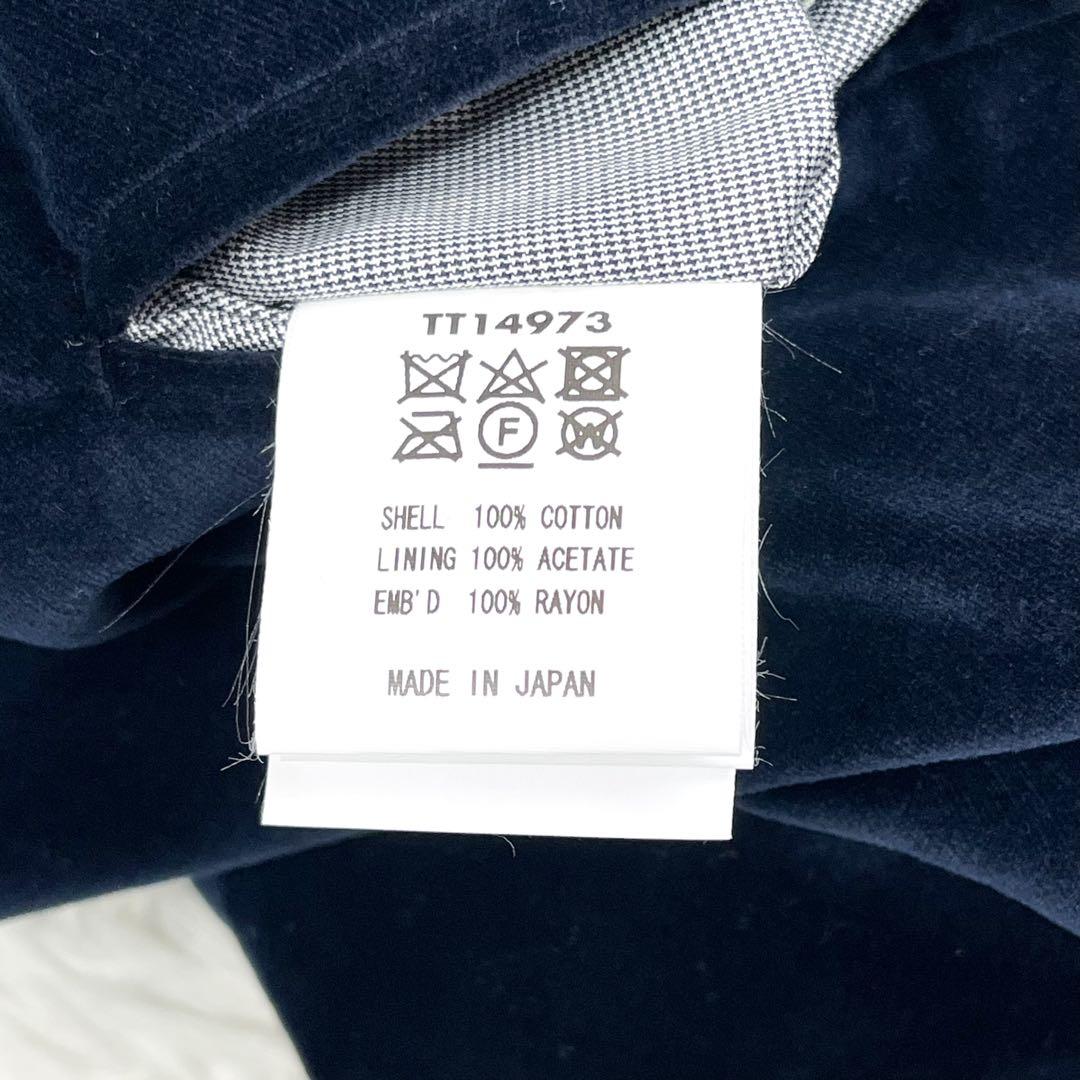 TT14973
F W
SHELL 100% COTTON
LINING 100% ACETATE
EMB'D 100% RAYON
MADE IN JAPAN